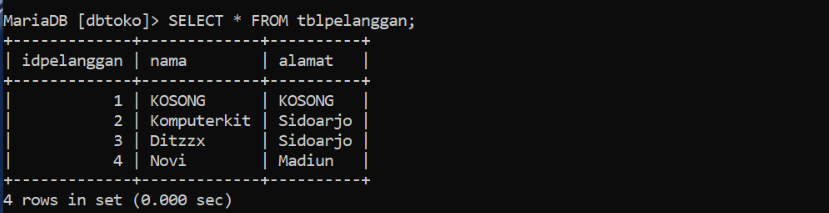 MariaDB [dbtoko]> SELECT * FROM tblpelanggan;
+-------------+-------------+----------+
| idpelanggan | nama        | alamat   |
+-------------+-------------+----------+
|           1 | KOSONG      | KOSONG   |
|           2 | Komputerkit | Sidoarjo |
|           3 | Ditzzx      | Sidoarjo |
|           4 | Novi        | Madiun   |
+-------------+-------------+----------+
4 rows in set (0.000 sec)